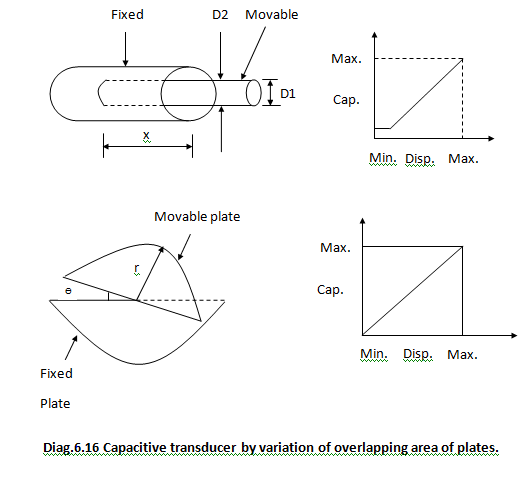 Fixed D2 Movable
D1
x
Max.
Cap.
Min. Disp. Max.
Movable plate
r
θ
Fixed
Plate
Max.
Cap.
Min. Disp. Max.
Diag.6.16 Capacitive transducer by variation of overlapping area of plates.